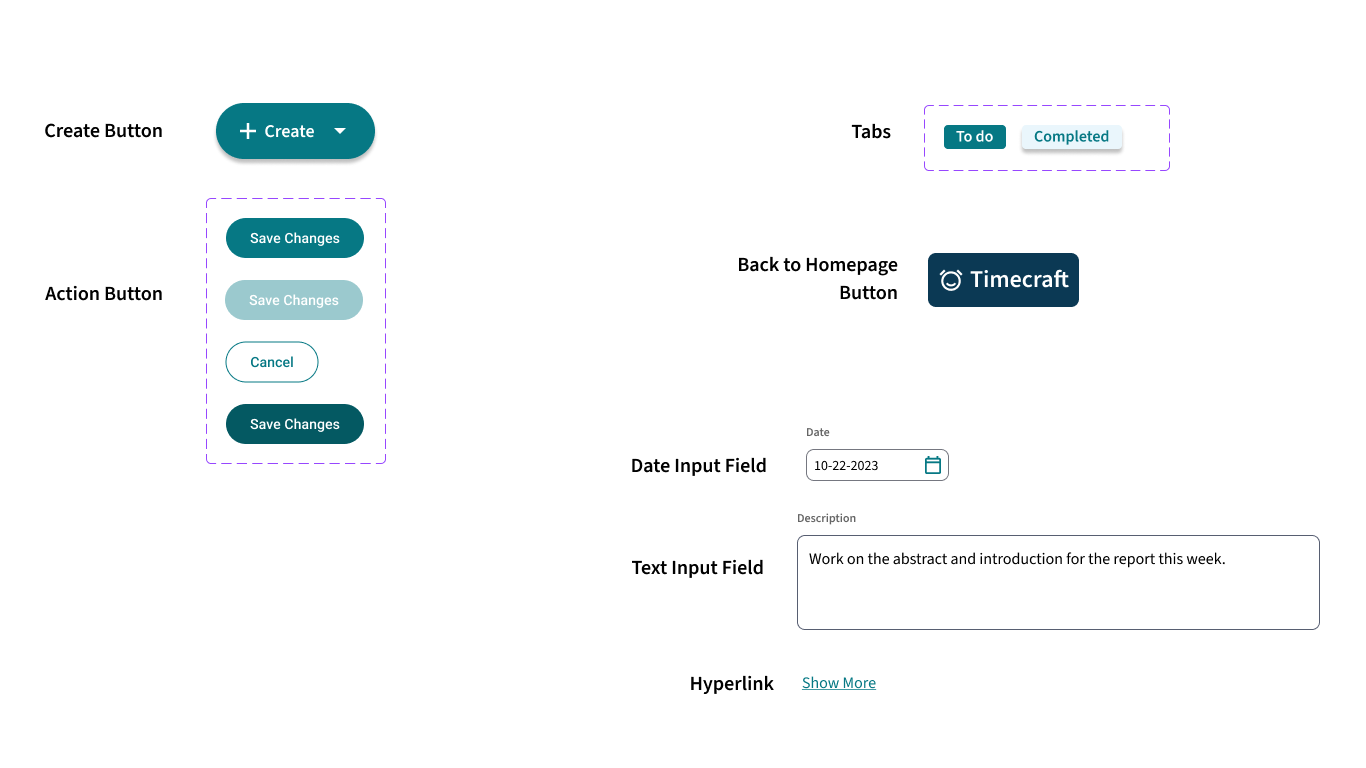 Create Button
Create
Action Button
Save Changes
Save Changes
Cancel
Save Changes
Tabs
To do
Completed
Back to Homepage
Button
Timecraft
Date Input Field
Date
10-22-2023
Text Input Field
Description
Work on the abstract and introduction for the report this week.
Hyperlink
Show More